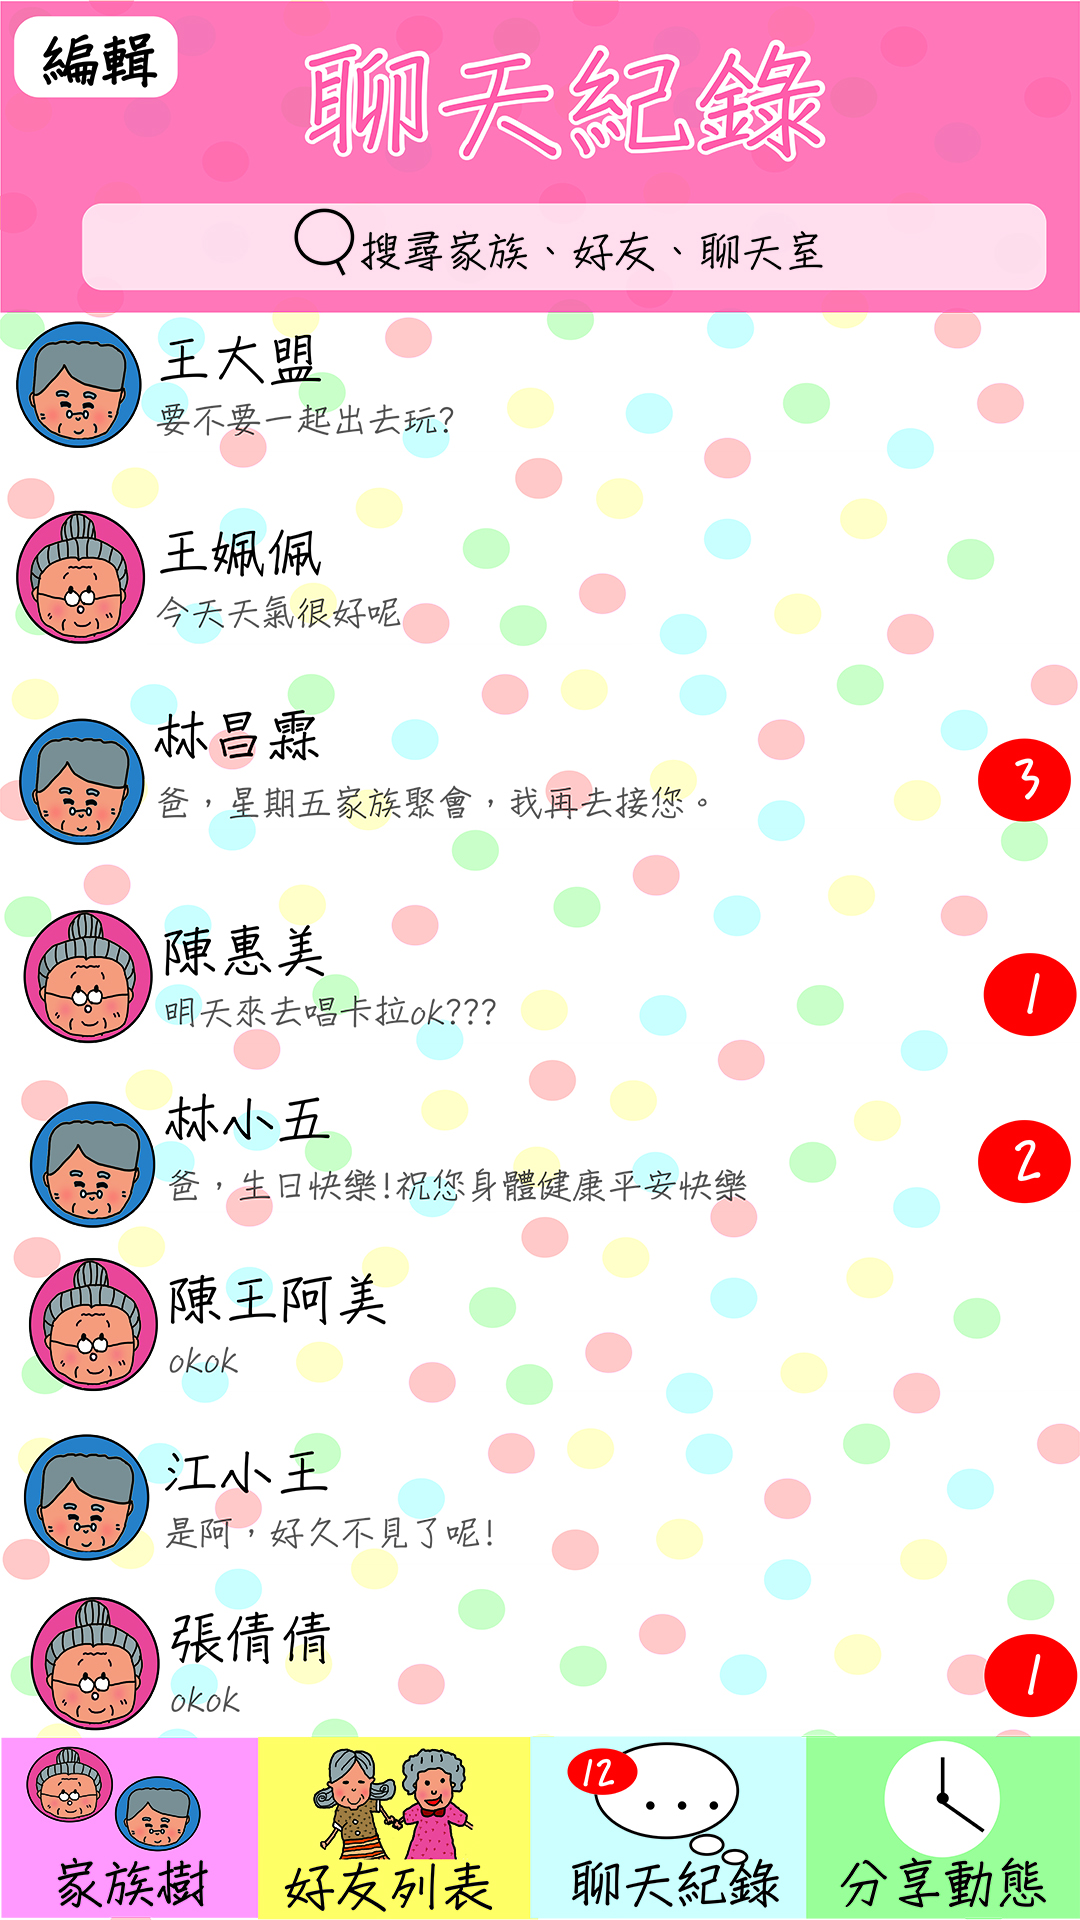 編輯
聊天紀錄
搜尋家族、好友、聊天室
王大盟
要不要一起出去玩?
王姵佩
今天天氣很好呢
林昌霖
爸，星期五家族聚會，我再去接您。
3
陳惠美
明天來去唱卡拉ok???
1
林小五
爸，生日快樂!祝您身體健康平安快樂
2
陳王阿美
okok
江小王
是阿，好久不見了呢!
張倩倩
okok
1
12
家族樹
好友列表
聊天紀錄
分享動態